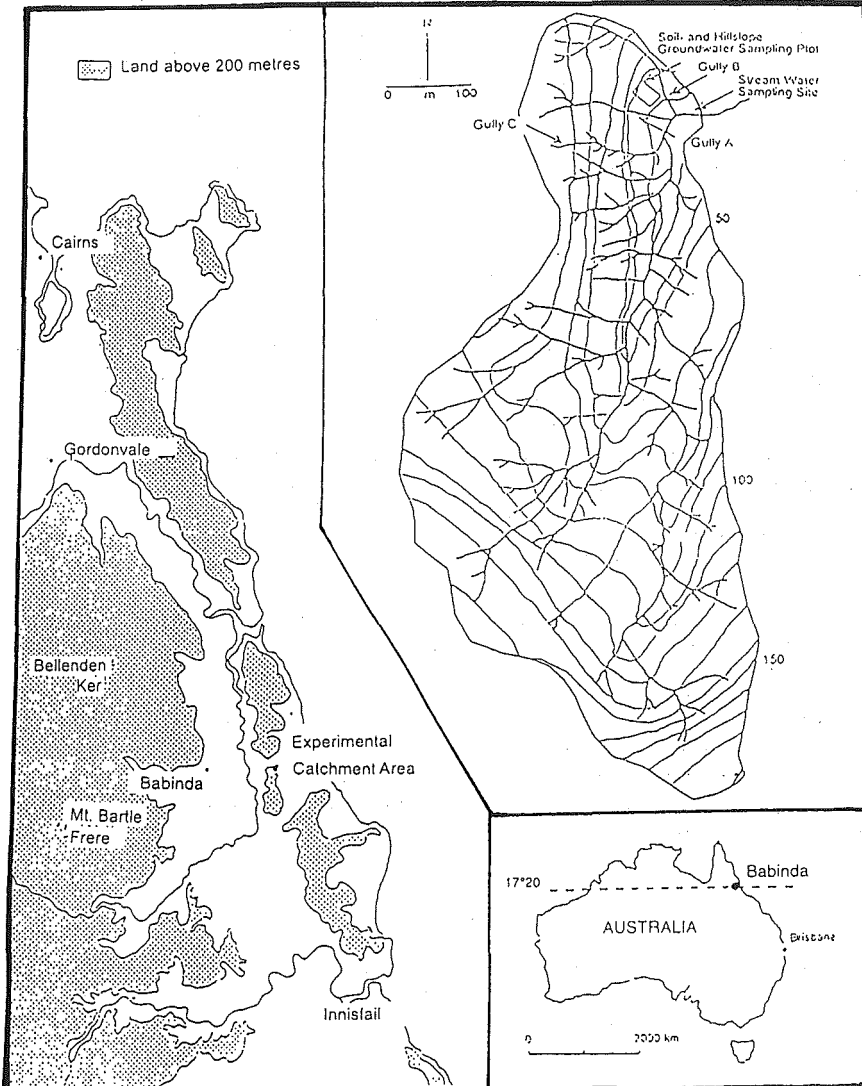 Land above 200 metres
Cairns
Gordonvale
Bellenden
Ker
Babinda
Mt. Bartle
Frere
Experimental
Catchment Area
Innisfail
0 m 100
Soil and Hillslope
Groundwater Sampling Plot
Gully B
Stream Water
Sampling Site
Gully C
Gully A
50
100
150
17°20
Babinda
AUSTRALIA
Brisbane
0 2000 km